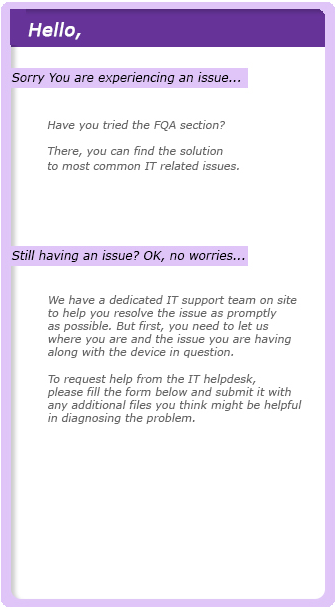 Hello,
Sorry You are experiencing an issue...
Have you tried the FQA section?
There, you can find the solution
to most common IT related issues.
Still having an issue? OK, no worries...
We have a dedicated IT support team on site
to help you resolve the issue as promptly
as possible. But first, you need to let us
where you are and the issue you are having
along with the device in question.
To request help from the IT helpdesk,
please fill the form below and submit it with
any additional files you think might be helpful
in diagnosing the problem.